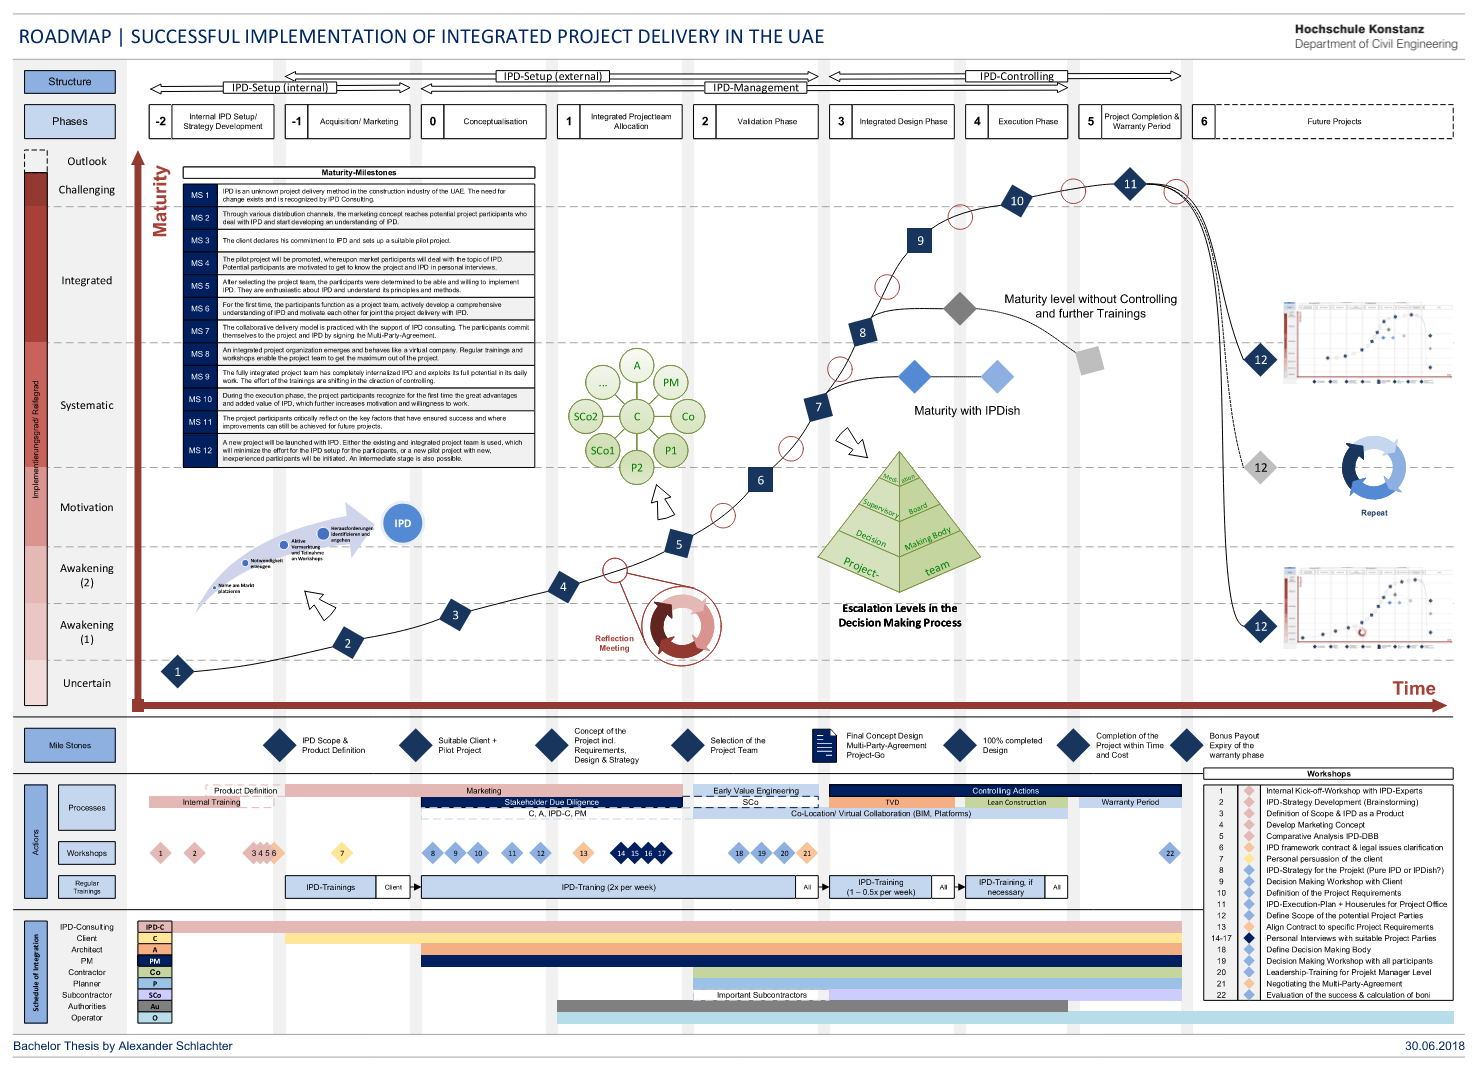 ROADMAP | SUCCESSFUL IMPLEMENTATION OF INTEGRATED PROJECT DELIVERY IN THE UAE
Hochschule Konstanz
Department of Civil Engineering
Structure
IPD-Setup (external)
IPD-Controlling
IPD-Setup (internal)
IPD-Management
Phases
-2
Internal IPD Setup/
Strategy Development
-1
Acquisition/ Marketing
0
Conceptualisation
1
Integrated Projectteam
Allocation
2
Validation Phase
3
Integrated Design Phase
4
Execution Phase
5
Project Completion &
Warranty Period
6
Future Projects
Outlook
Challenging
Integrated
Systematic
Motivation
Awakening
(2)
Awakening
(1)
Uncertain
Implementierungsgrad/ Reifegrad
Maturity
Maturity-Milestones
MS 1
IPD is an unknown project delivery method in the construction industry of the UAE. The need for
change exists and is recognized by IPD Consulting.
MS 2
Through various distribution channels, the marketing concept reaches potential project participants who
deal with IPD and start developing an understanding of IPD.
MS 3
The client declares his commitment to IPD and sets up a suitable pilot project.
MS 4
The pilot project will be promoted, whereupon market participants will deal with the topic of IPD.
Potential participants are motivated to get to know the project and IPD in personal interviews.
MS 5
After selecting the project team, the participants were determined to be able and willing to implement
IPD. They are enthusiastic about IPD and understand its principles and methods.
MS 6
For the first time, the participants function as a project team, actively develop a comprehensive
understanding of IPD and motivate each other for joint the project delivery with IPD.
MS 7
The collaborative delivery model is practiced with the support of IPD consulting. The participants commit
themselves to the project and IPD by signing the Multi-Party-Agreement.
MS 8
An integrated project organization emerges and behaves like a virtual company. Regular trainings and
workshops enable the project team to get the maximum out of the project.
MS 9
The fully integrated project team has completely internalized IPD and exploits its full potential in its daily
work. The effort of the trainings are shifting in the direction of controlling.
MS 10
During the execution phase, the project participants recognize for the first time the great advantages
and added value of IPD, which further increases motivation and willingness to work.
MS 11
The project participants critically reflect on the key factors that have ensured success and where
improvements can still be achieved for future projects.
MS 12
A new project will be launched with IPD. Either the existing and integrated project team is used, which
will minimize the effort for the IPD setup for the participants, or a new pilot project with new,
inexperienced participants will be initiated. An intermediate stage is also possible.
Name am Markt
platzieren
Notwendigkeit
erzeugen
Aktive
Vermarktung
und Teilnahme
an Workshops
Herausforderungen
identifizieren und
angehen
IPD
A
PM
Co
P1
P2
SCo1
SCo2
...
C
1
2
3
4
5
6
7
8
9
10
11
12
12
12
Reflection
Meeting
Maturity level without Controlling
and further Trainings
Maturity with IPDish
Mediation
Supervisory Board
Decision Making Body
Project- team
Escalation Levels in the
Decision Making Process
Repeat
Time
Mile Stones
IPD Scope &
Product Definition
Suitable Client +
Pilot Project
Concept of the
Project incl.
Requirements,
Design & Strategy
Selection of the
Project Team
Final Concept Design
Multi-Party-Agreement
Project-Go
100% completed
Design
Completion of the
Project within Time
and Cost
Bonus Payout
Expiry of the
warranty phase
Actions
Processes
Product Definition
Internal Training
Marketing
Stakeholder Due Diligence
C, A, IPD-C, PM
Early Value Engineering
SCo
Co-Location/ Virtual Collaboration (BIM, Platforms)
Controlling Actions
TVD
Lean Construction
Warranty Period
Workshops
1
2
3 4 5 6
7
8
9
10
11
12
13
14 15 16 17
18
19
20
21
22
Regular
Trainings
IPD-Trainings
Client
IPD-Traning (2x per week)
All
IPD-Training
(1 – 0.5x per week)
All
IPD-Training, if
necessary
All
Schedule of Integration
IPD-Consulting
IPD-C
Client
C
Architect
A
PM
PM
Contractor
Co
Planner
P
Subcontractor
SCo
Important Subcontractors
Authorities
Au
Operator
O
Workshops
1 Internal Kick-off-Workshop with IPD-Experts
2 IPD-Strategy Development (Brainstorming)
3 Definition of Scope & IPD as a Product
4 Develop Marketing Concept
5 Comparative Analysis IPD-DBB
6 IPD framework contract & legal issues clarification
7 Personal persuasion of the client
8 IPD-Strategy for the Projekt (Pure IPD or IPDish?)
9 Decision Making Workshop with Client
10 Definition of the Project Requirements
11 IPD-Execution-Plan + Houserules for Project Office
12 Define Scope of the potential Project Parties
13 Align Contract to specific Project Requirements
14-17 Personal Interviews with suitable Project Parties
18 Define Decision Making Body
19 Decision Making Workshop with all participants
20 Leadership-Training for Projekt Manager Level
21 Negotiating the Multi-Party-Agreement
22 Evaluation of the success & calculation of boni
Bachelor Thesis by Alexander Schlachter
30.06.2018